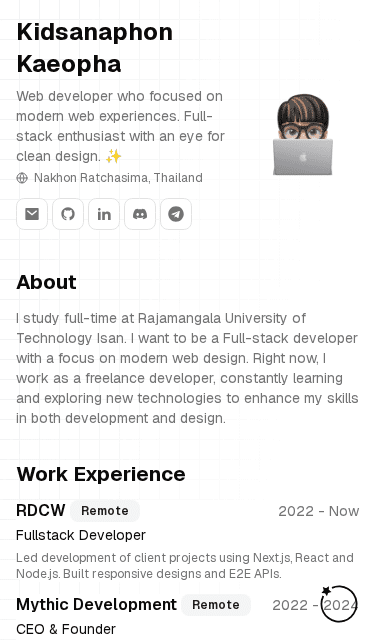 Kidsanaphon
Kaeopha
Web developer who focused on
modern web experiences. Full-
stack enthusiast with an eye for
clean design. ✨
Nakhon Ratchasima, Thailand
About
I study full-time at Rajamangala University of
Technology Isan. I want to be a Full-stack developer
with a focus on modern web design. Right now, I
work as a freelance developer, constantly learning
and exploring new technologies to enhance my skills
in both development and design.
Work Experience
RDCW Remote 2022 - Now
Fullstack Developer
Led development of client projects using Next.js, React and
Node.js. Built responsive designs and E2E APIs.
Mythic Development Remote 2022 - 2024
CEO & Founder